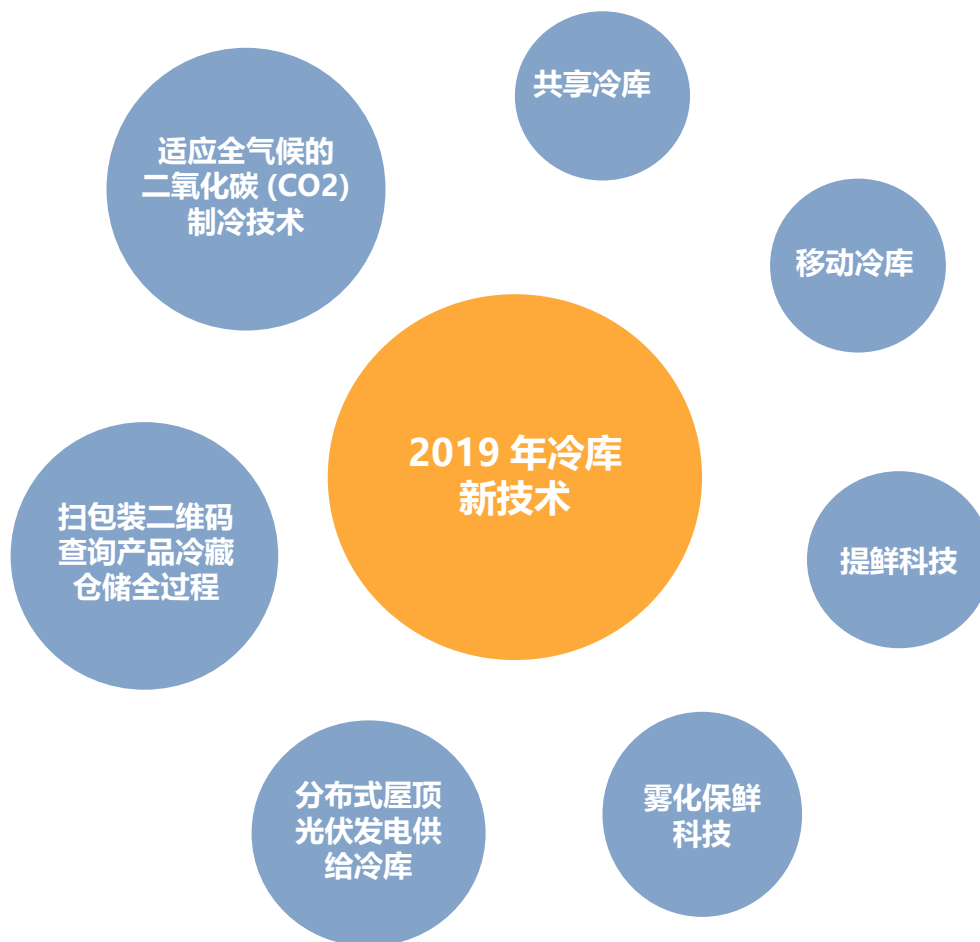 共享冷库
适应全气候的
二氧化碳 (CO2)
制冷技术
移动冷库
2019 年冷库
新技术
扫包装二维码
查询产品冷藏
仓储全过程
提鲜科技
分布式屋顶
光伏发电供
给冷库
雾化保鲜
科技